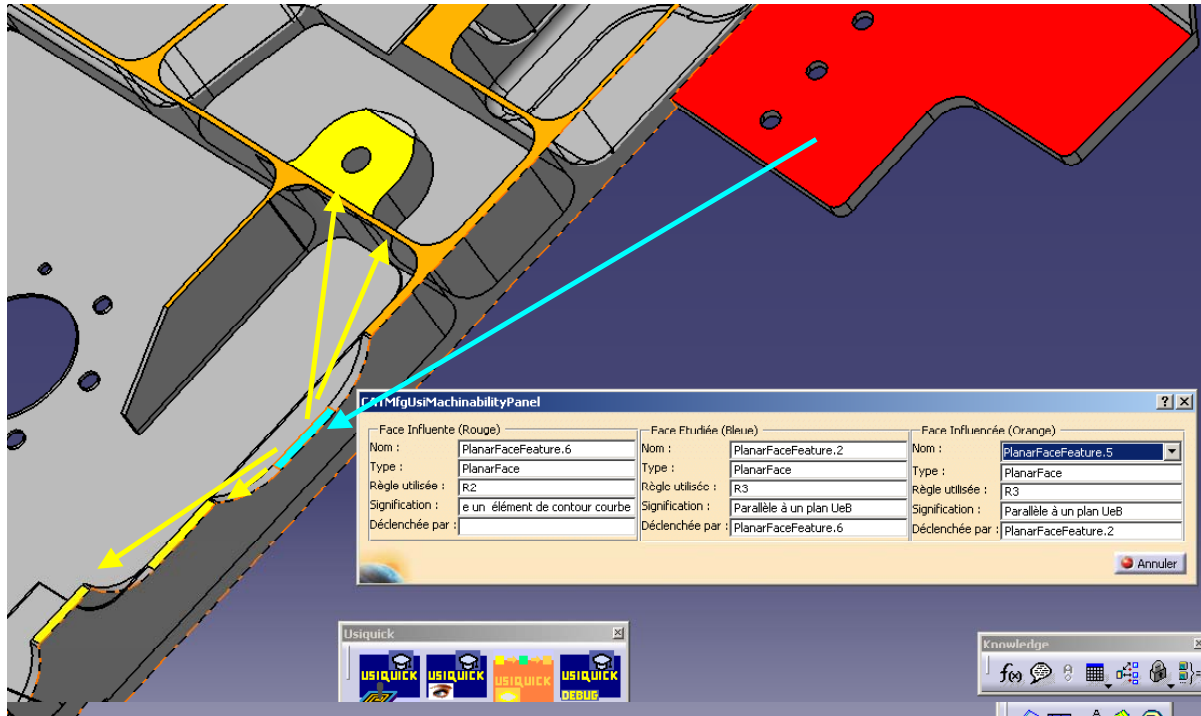 CATMfgUsiMachinabilityPanel
Face Influente (Rouge)
Nom : PlanarFaceFeature.6
Type : PlanarFace
Règle utilisée : R2
Signification : e un élément de contour courbe
Déclenchée par :
Face Etudiée (Bleue)
Nom : PlanarFaceFeature.2
Type : PlanarFace
Règle utilisée : R3
Signification : Parallèle à un plan UeB
Déclenchée par : PlanarFaceFeature.6
Face Influencée (Orange)
Nom : PlanarFaceFeature.5
Type : PlanarFace
Règle utilisée : R3
Signification : Parallèle à un plan UeB
Déclenchée par : PlanarFaceFeature.2
Annuler
Usiquick
USIQUICK USIQUICK USIQUICK USIQUICK
DEBUG
Knowledge
f(x)